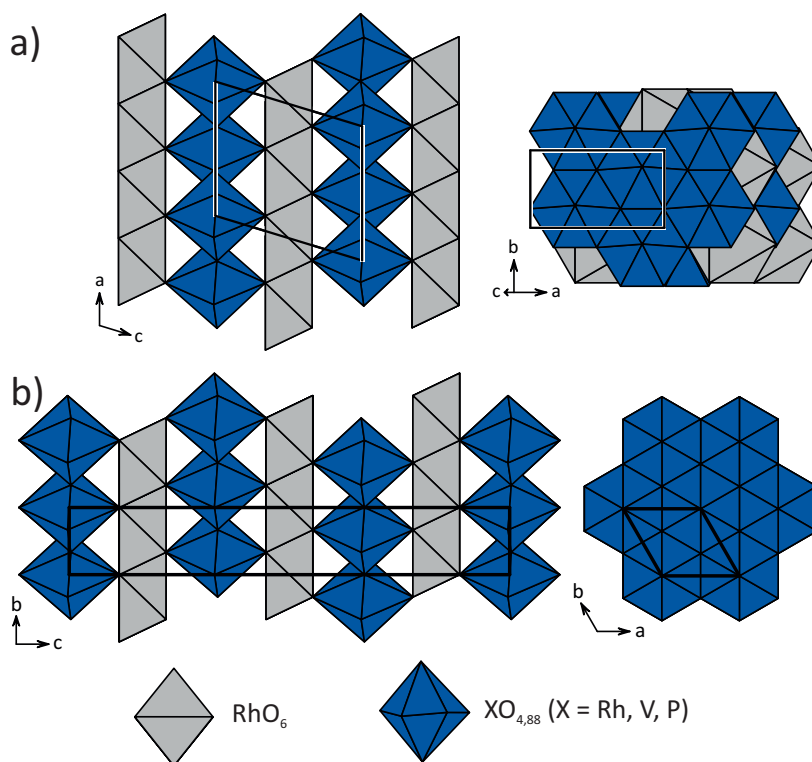 a)
a
c
b
c
a
b)
b
c
b
a
RhO₆
XO₄,₈₈ (X = Rh, V, P)